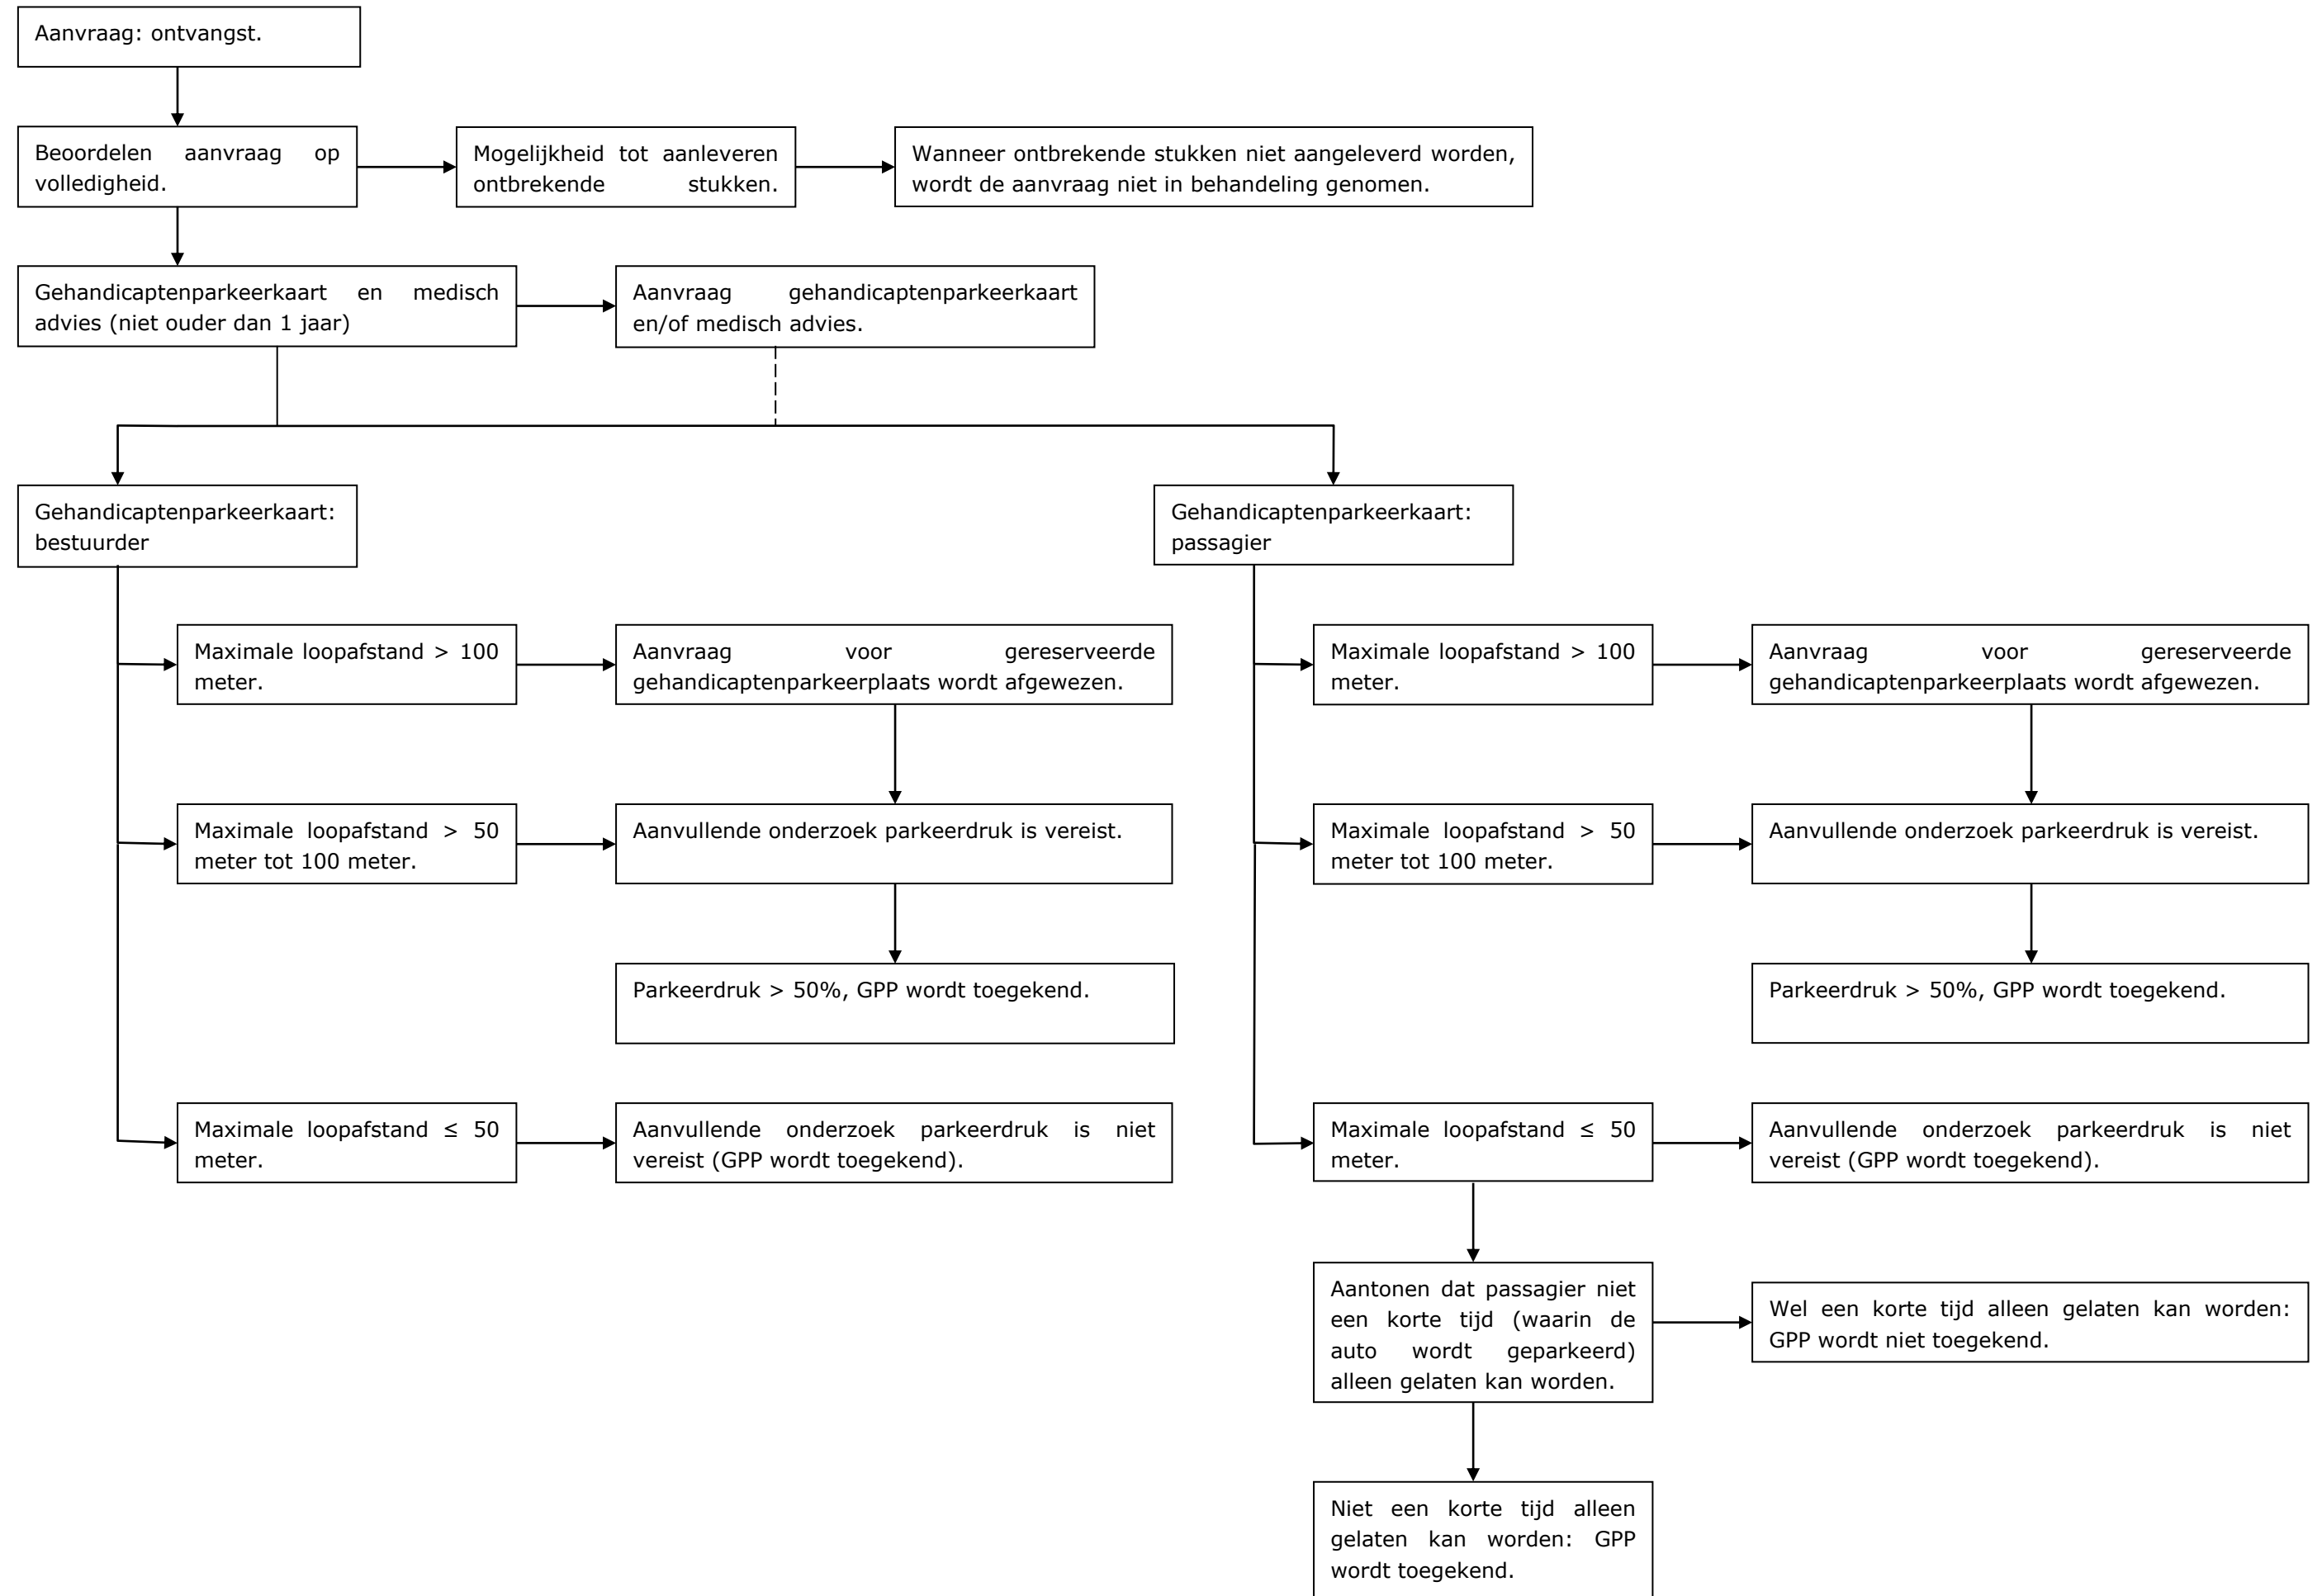 Aanvraag: ontvangst.
Beoordelen aanvraag op
volledigheid.
Mogelijkheid tot aanleveren
ontbrekende stukken.
Wanneer ontbrekende stukken niet aangeleverd worden,
wordt de aanvraag niet in behandeling genomen.
Gehandicaptenparkeerkaart en medisch
advies (niet ouder dan 1 jaar)
Aanvraag gehandicaptenparkeerkaart
en/of medisch advies.
Gehandicaptenparkeerkaart:
bestuurder
Gehandicaptenparkeerkaart:
passagier
Maximale loopafstand > 100
meter.
Aanvraag voor gereserveerde
gehandicaptenparkeerplaats wordt afgewezen.
Maximale loopafstand > 100
meter.
Aanvraag voor gereserveerde
gehandicaptenparkeerplaats wordt afgewezen.
Maximale loopafstand > 50
meter tot 100 meter.
Aanvullende onderzoek parkeerdruk is vereist.
Maximale loopafstand > 50
meter tot 100 meter.
Aanvullende onderzoek parkeerdruk is vereist.
Parkeerdruk > 50%, GPP wordt toegekend.
Parkeerdruk > 50%, GPP wordt toegekend.
Maximale loopafstand ≤ 50
meter.
Aanvullende onderzoek parkeerdruk is niet
vereist (GPP wordt toegekend).
Maximale loopafstand ≤ 50
meter.
Aanvullende onderzoek parkeerdruk is niet
vereist (GPP wordt toegekend).
Aantonen dat passagier niet
een korte tijd (waarin de
auto wordt geparkeerd)
alleen gelaten kan worden.
Wel een korte tijd alleen gelaten kan worden:
GPP wordt niet toegekend.
Niet een korte tijd alleen
gelaten kan worden: GPP
wordt toegekend.